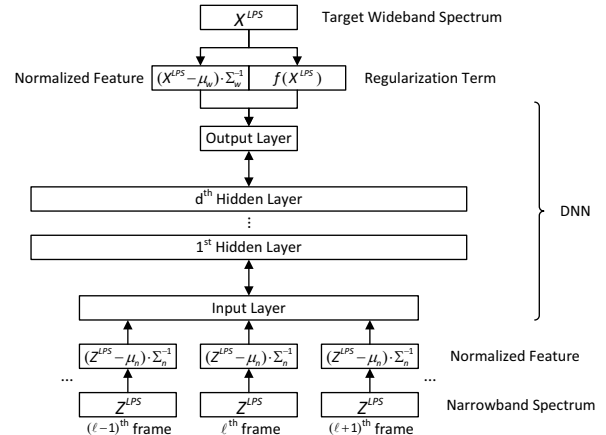 X^LPS Target Wideband Spectrum
Normalized Feature (X^LPS − μ_w)·Σ_w^−1 f(X^LPS) Regularization Term
Output Layer
d^th Hidden Layer
⋮
DNN
1^st Hidden Layer
Input Layer
(Z^LPS − μ_n)·Σ_n^−1 (Z^LPS − μ_n)·Σ_n^−1 (Z^LPS − μ_n)·Σ_n^−1 Normalized Feature
... ...
Z^LPS Z^LPS Z^LPS Narrowband Spectrum
(ℓ−1)^th frame ℓ^th frame (ℓ+1)^th frame